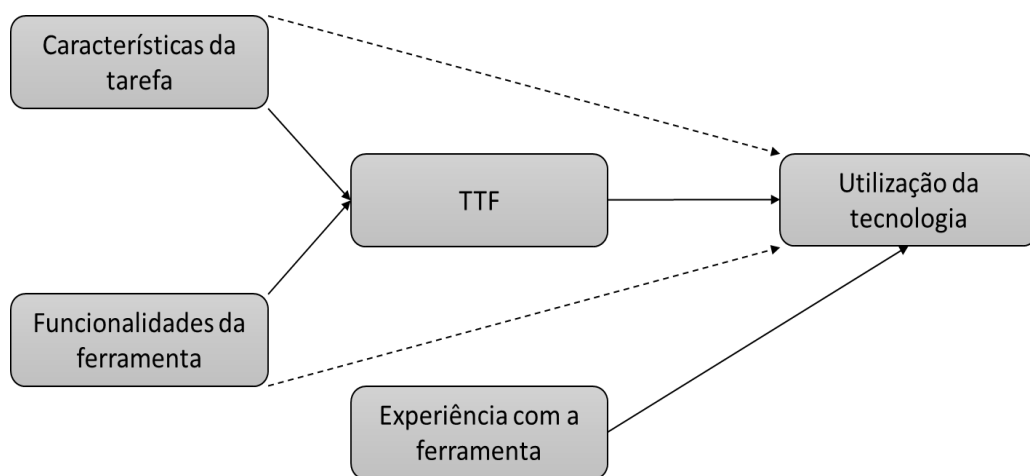 Características da
tarefa
TTF
Utilização da
tecnologia
Funcionalidades da
ferramenta
Experiência com a
ferramenta